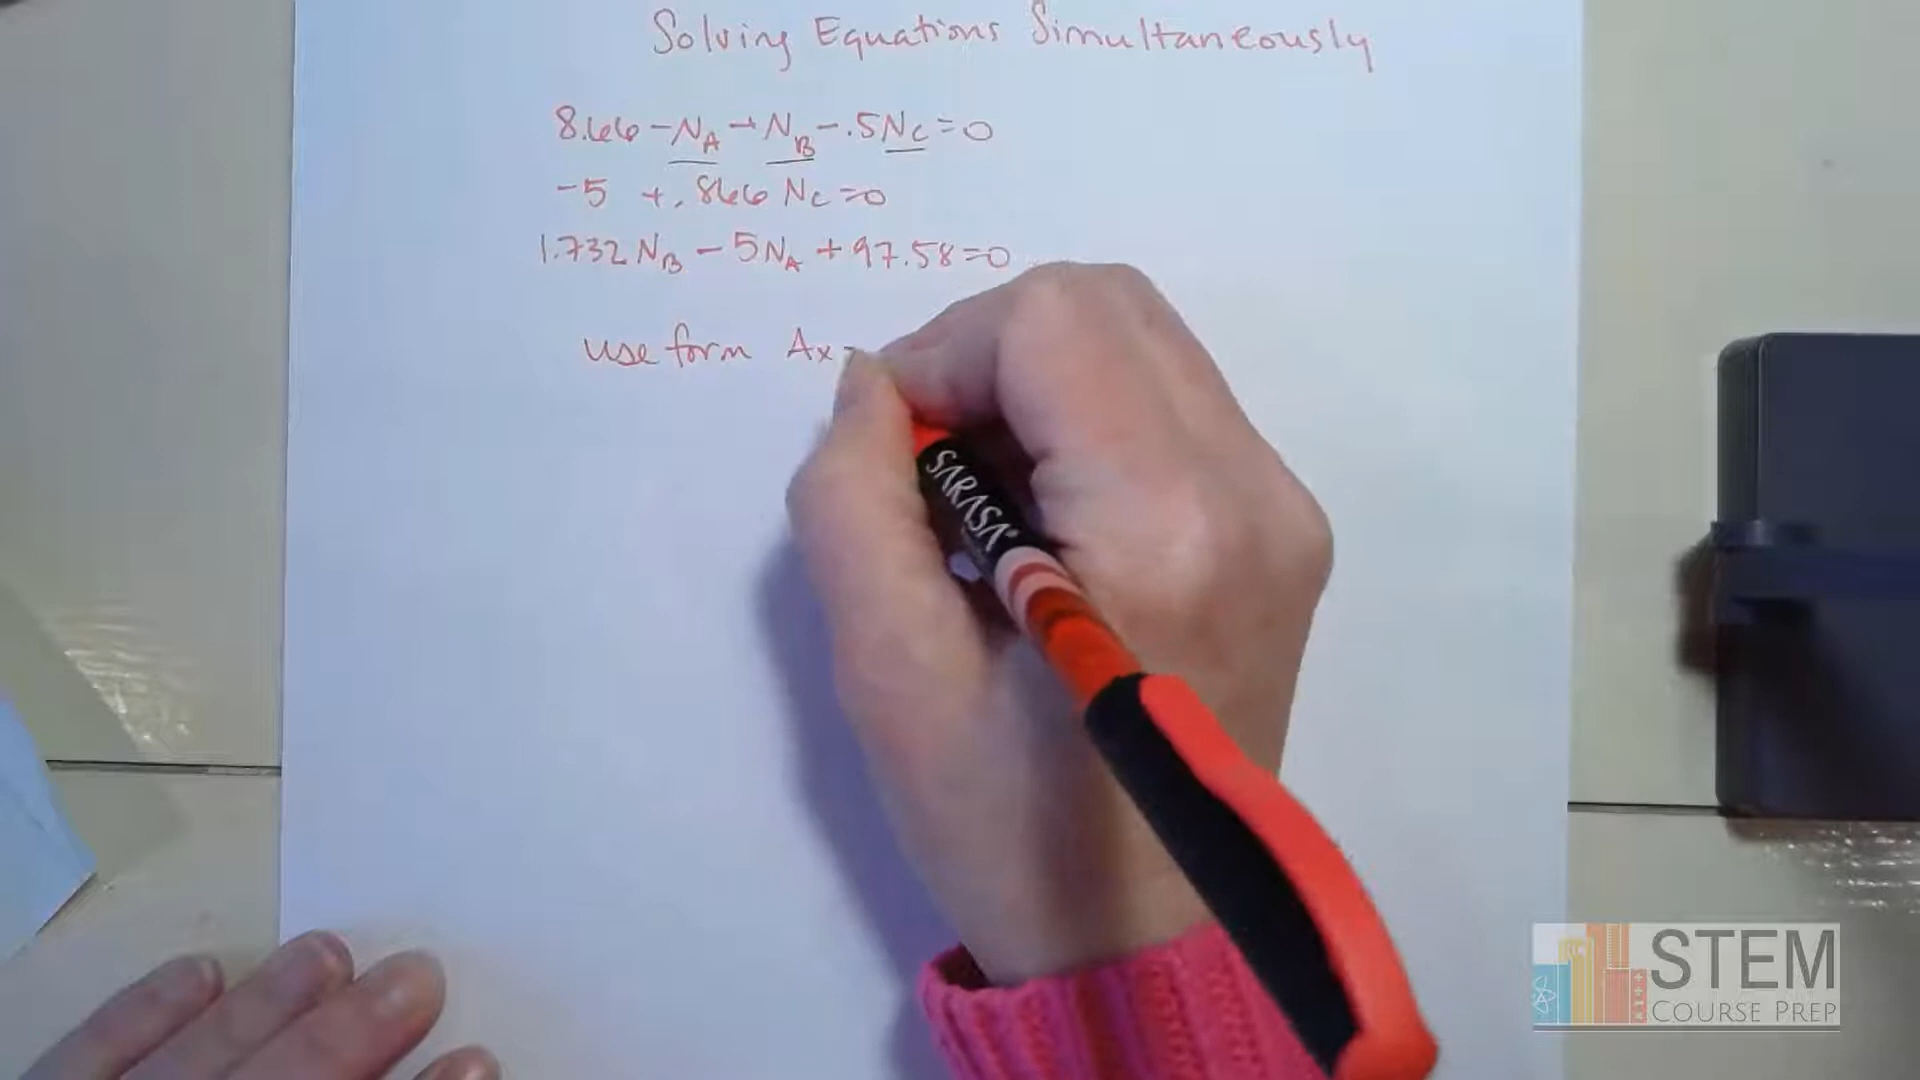 Solving Equations Simultaneously
8.66 - NA + NB - .5NC = 0
-5 + .866 NC = 0
1.732 NB - 5NA + 97.58 = 0
use form Ax =
SARASA
STEM
COURSE PREP